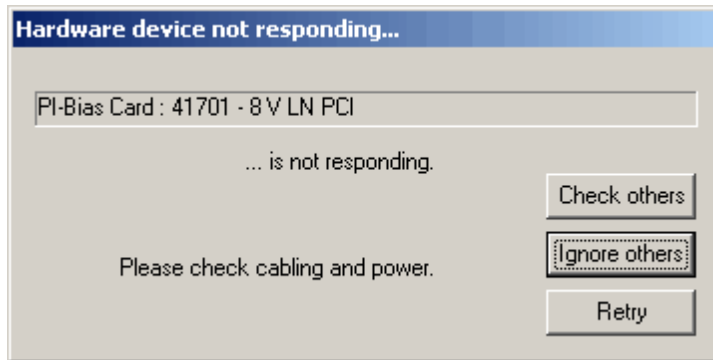 Hardware device not responding...
PI-Bias Card : 41701 - 8 V LN PCI
... is not responding.
Check others
Please check cabling and power.
Ignore others
Retry